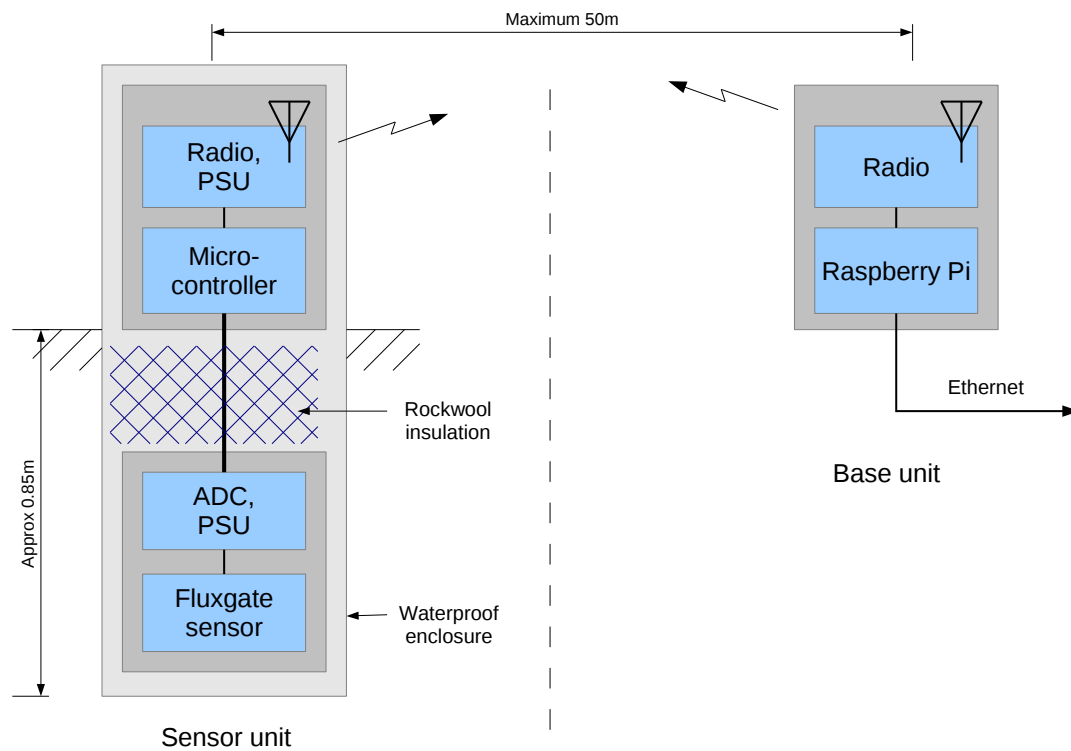 Maximum 50m
Radio,
PSU
Micro-
controller
Rockwool
insulation
ADC,
PSU
Fluxgate
sensor
Waterproof
enclosure
Approx 0.85m
Sensor unit
Radio
Raspberry Pi
Ethernet
Base unit